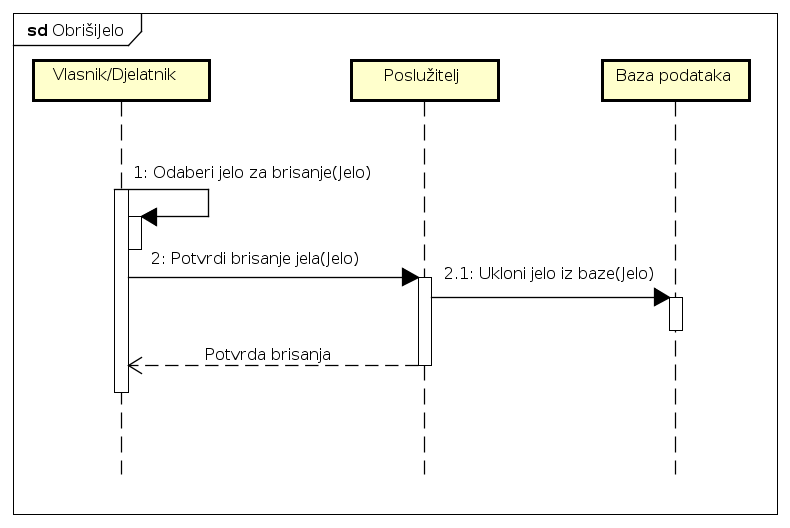 sd ObrišiJelo
Vlasnik/Djelatnik
Poslužitelj
Baza podataka
1: Odaberi jelo za brisanje(Jelo)
2: Potvrdi brisanje jela(Jelo)
2.1: Ukloni jelo iz baze(Jelo)
Potvrda brisanja